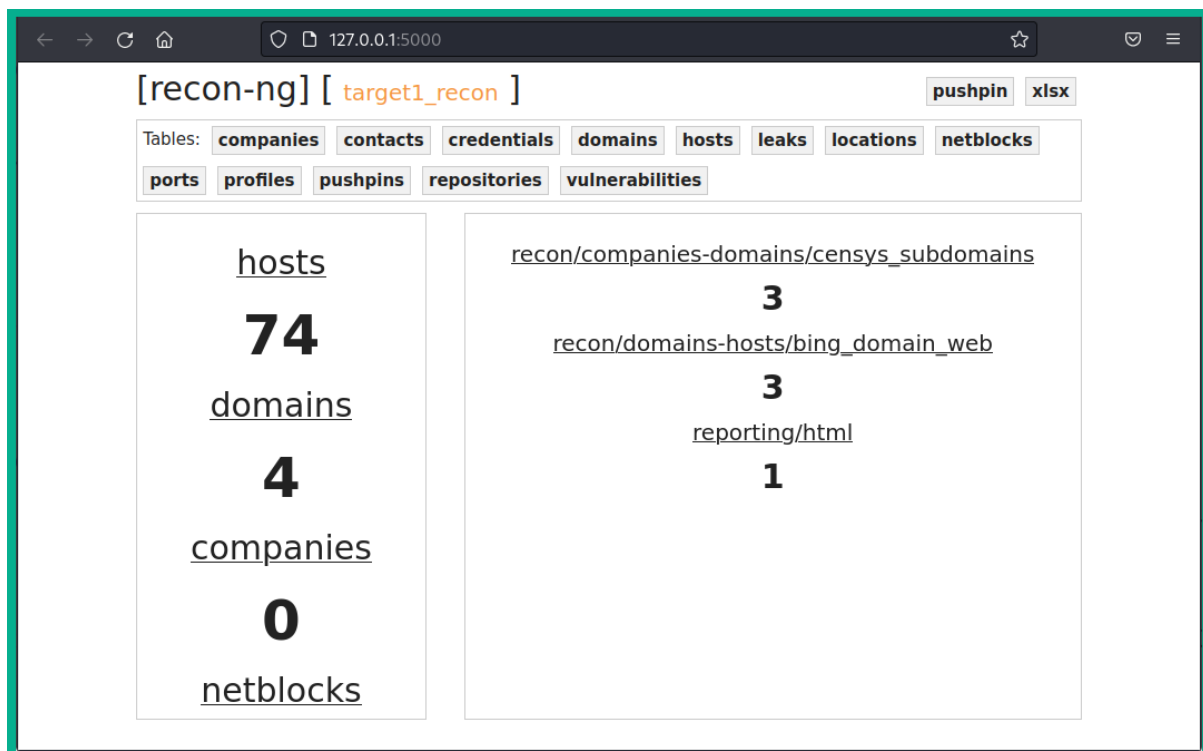 127.0.0.1:5000
[recon-ng] [ target1_recon ] pushpin xlsx
Tables: companies contacts credentials domains hosts leaks locations netblocks
ports profiles pushpins repositories vulnerabilities
hosts
74
domains
4
companies
0
netblocks
recon/companies-domains/censys_subdomains
3
recon/domains-hosts/bing_domain_web
3
reporting/html
1